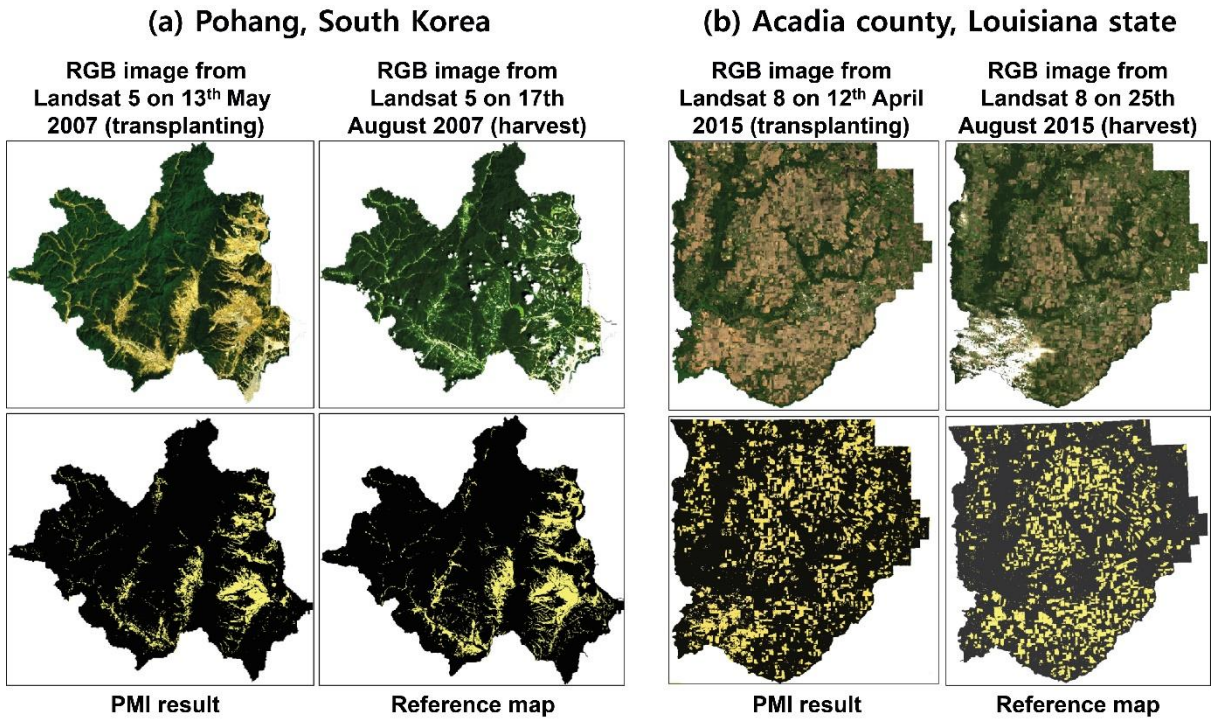 (a) Pohang, South Korea
(b) Acadia county, Louisiana state
RGB image from
Landsat 5 on 13th May
2007 (transplanting)
RGB image from
Landsat 5 on 17th
August 2007 (harvest)
RGB image from
Landsat 8 on 12th April
2015 (transplanting)
RGB image from
Landsat 8 on 25th
August 2015 (harvest)
PMI result
Reference map
PMI result
Reference map